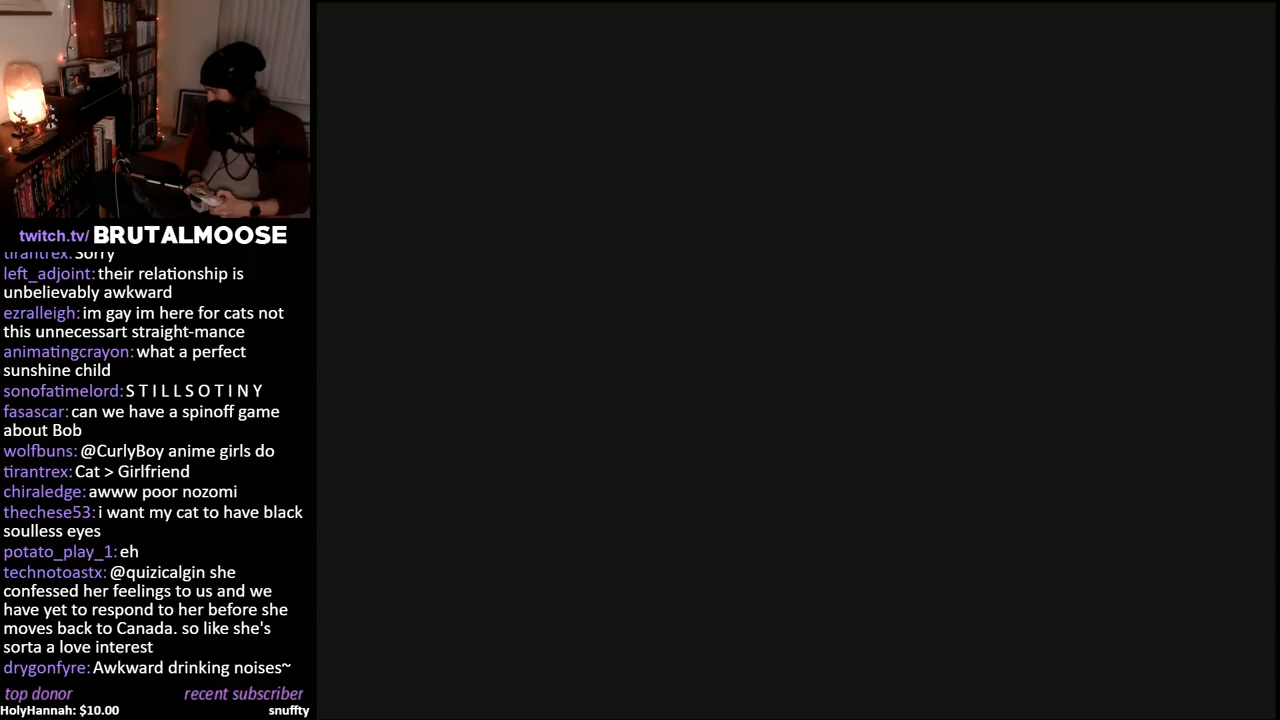 twitch.tv/ BRUTALMOOSE
tirantrex: Sorry
left_adjoint: their relationship is
unbelievably awkward
ezralleigh: im gay im here for cats not
this unnecessart straight-mance
animatingcrayon: what a perfect
sunshine child
sonofatimelord: S T I L L S O T I N Y
fasascar: can we have a spinoff game
about Bob
wolfbuns: @CurlyBoy anime girls do
tirantrex: Cat > Girlfriend
chiraledge: awww poor nozomi
thechese53: i want my cat to have black
soulless eyes
potato_play_1: eh
technotoastx: @quizicalgin she
confessed her feelings to us and we
have yet to respond to her before she
moves back to Canada. so like she's
sorta a love interest
drygonfyre: Awkward drinking noises~
top donor recent subscriber
HolyHannah: $10.00 snuffty